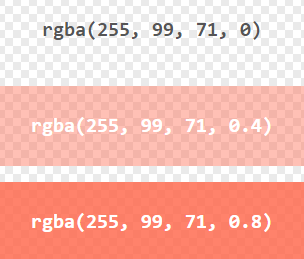 rgba(255, 99, 71, 0)
rgba(255, 99, 71, 0.4)
rgba(255, 99, 71, 0.8)